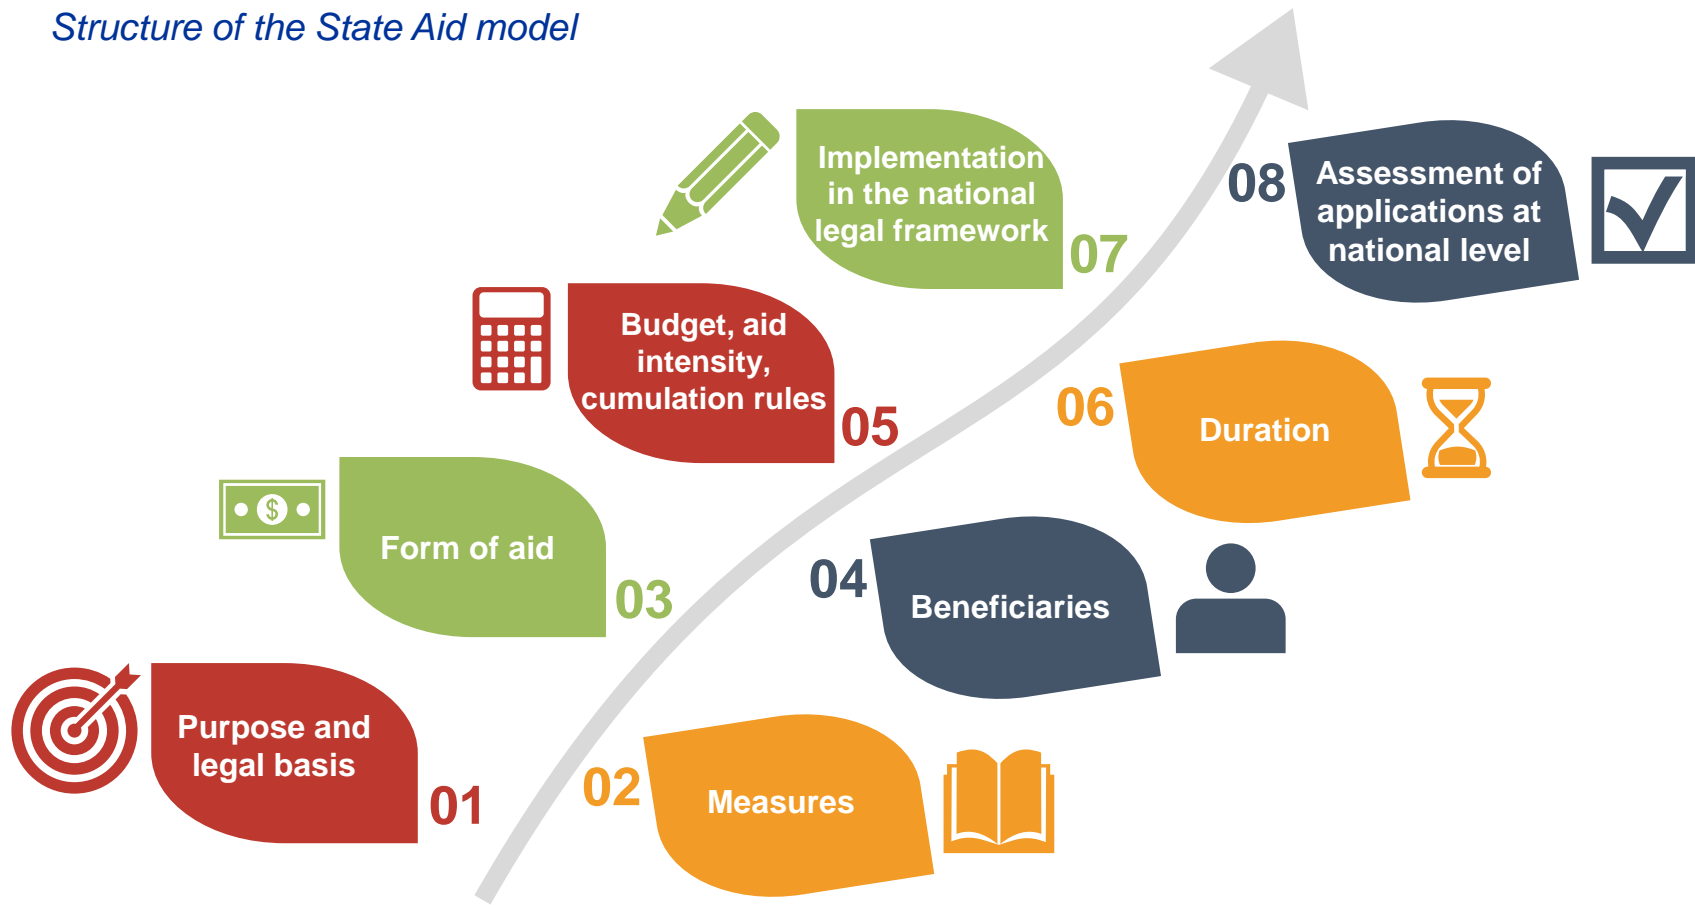 Structure of the State Aid model
Purpose and
legal basis
01
02
Measures
Form of aid
03
04
Beneficiaries
Budget, aid
intensity,
cumulation rules
05
06
Duration
Implementation
in the national
legal framework
07
08
Assessment of
applications at
national level
$